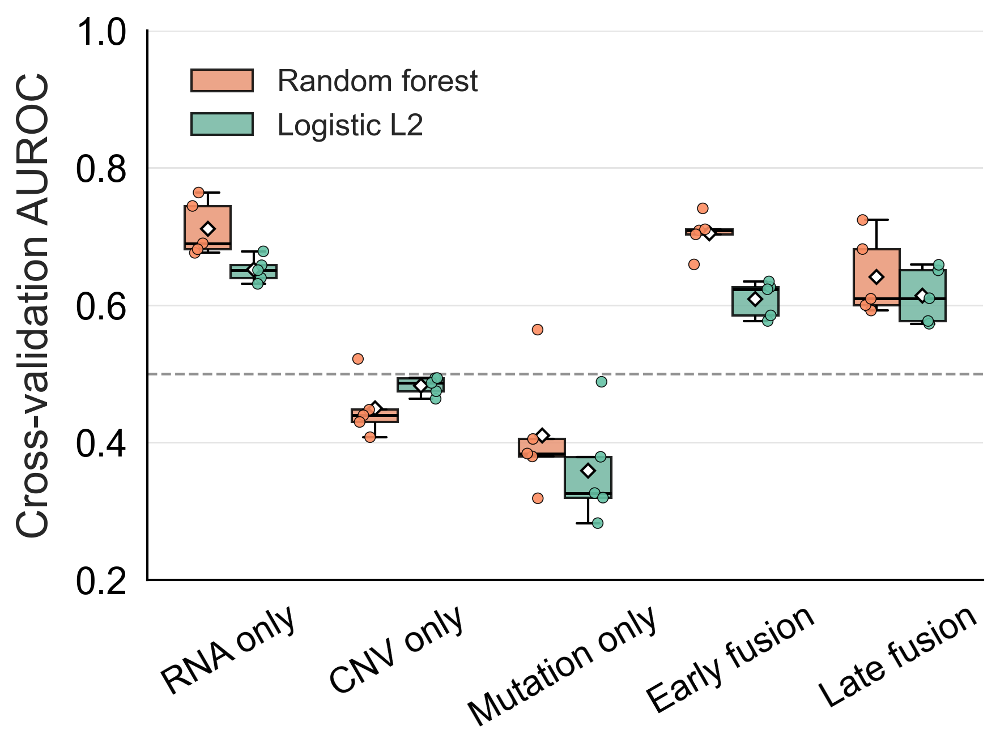 Cross-validation AUROC
1.0
0.8
0.6
0.4
0.2
Random forest
Logistic L2
RNA only
CNV only
Mutation only
Early fusion
Late fusion